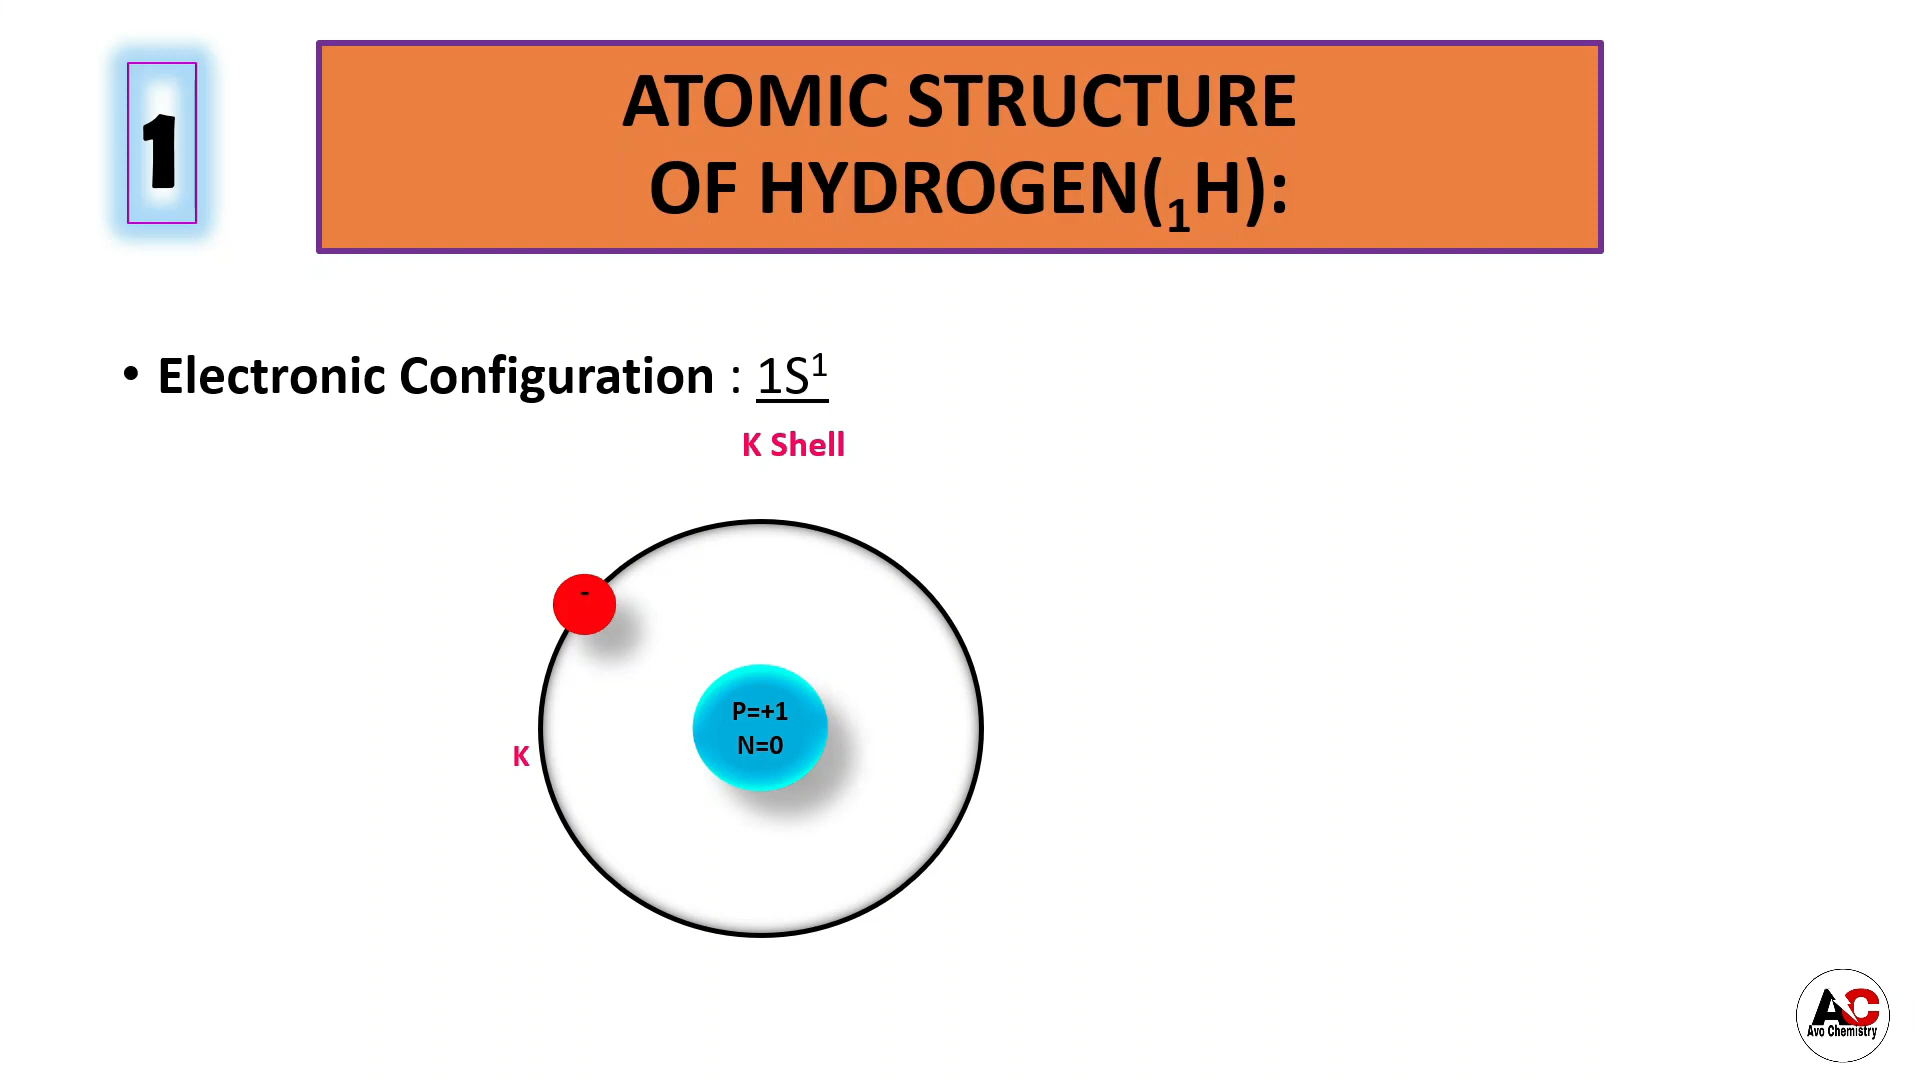 1
ATOMIC STRUCTURE
OF HYDROGEN(₁H):
• Electronic Configuration : 1S¹
K Shell
-
P=+1
N=0
K
AC
Avo Chemistry